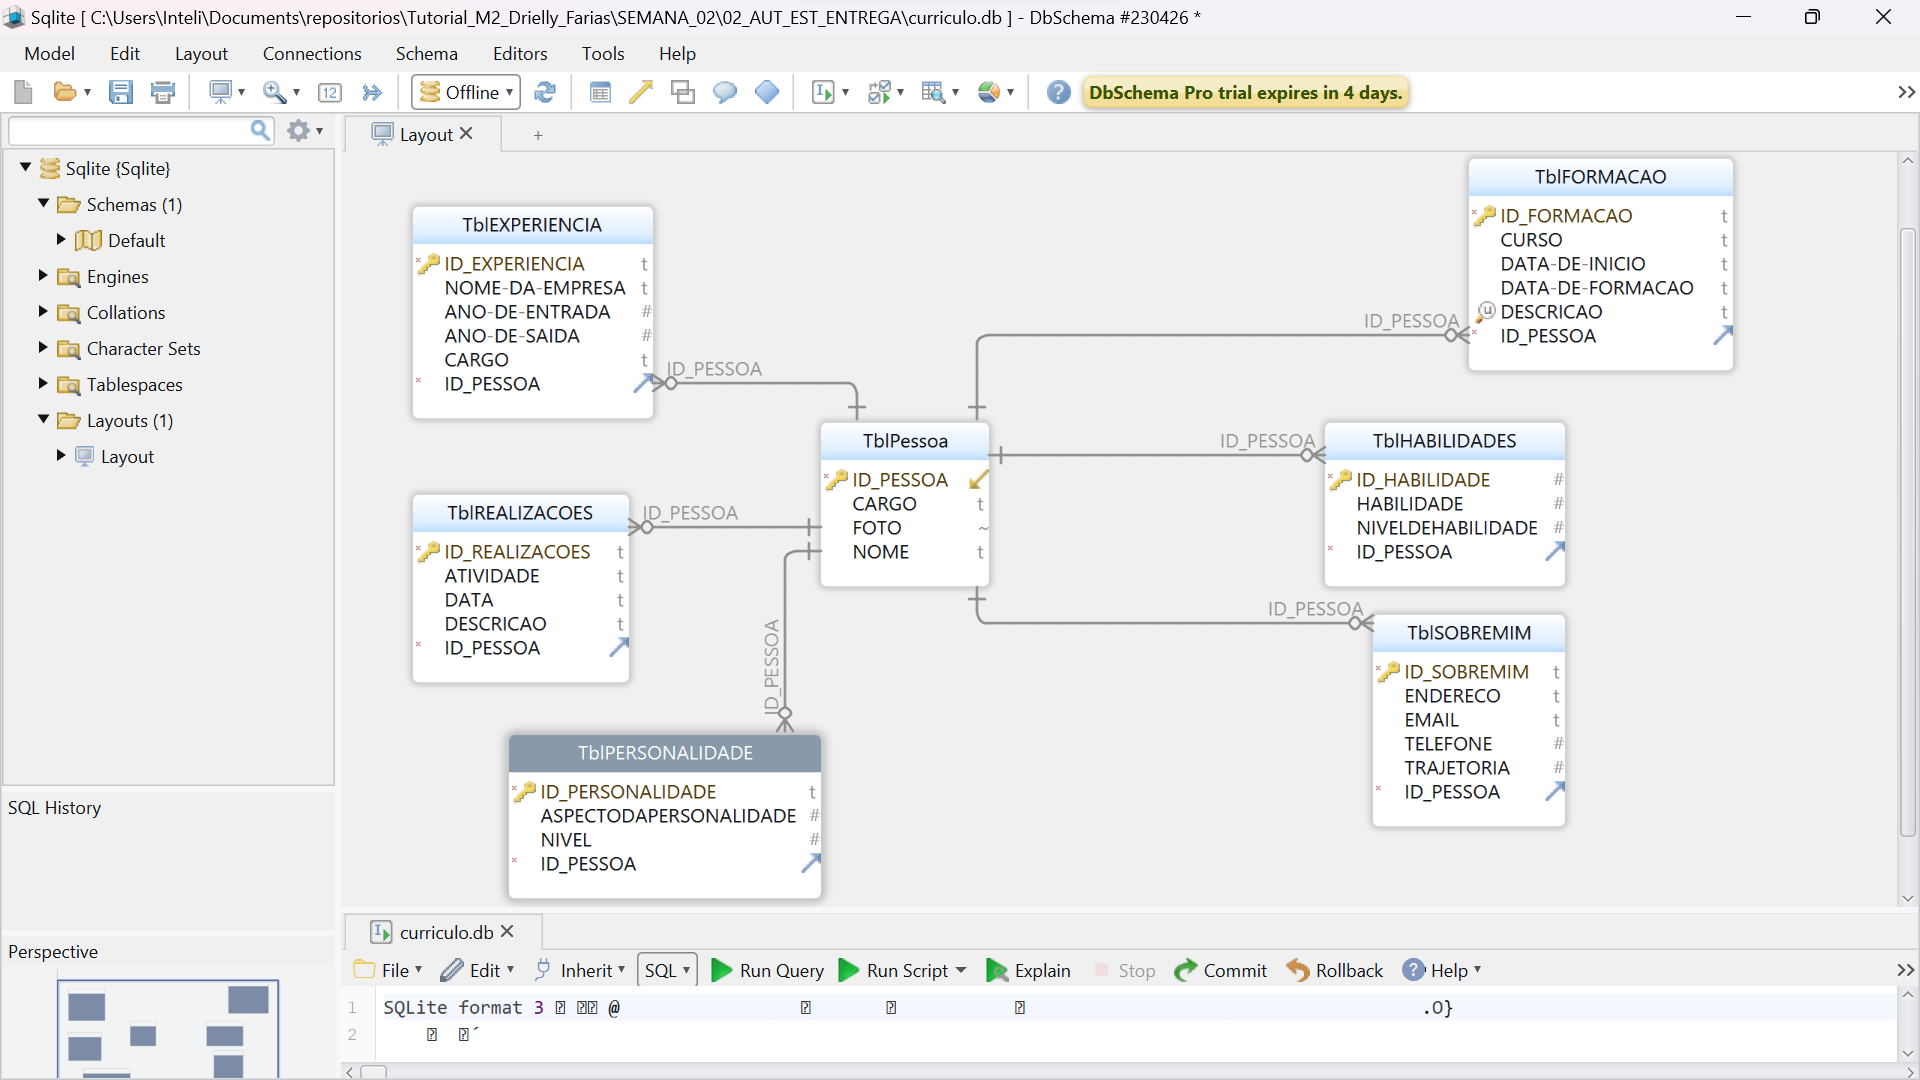 Sqlite [ C:\Users\Inteli\Documents\repositorios\Tutorial_M2_Drielly_Farias\SEMANA_02\02_AUT_EST_ENTREGA\curriculo.db ] - DbSchema #230426 *
Model Edit Layout Connections Schema Editors Tools Help
12 Offline DbSchema Pro trial expires in 4 days.
Layout +
Sqlite {Sqlite}
Schemas (1)
Default
Engines
Collations
Character Sets
Tablespaces
Layouts (1)
Layout
SQL History
Perspective
TblEXPERIENCIA
ID_EXPERIENCIA t
NOME-DA-EMPRESA t
ANO-DE-ENTRADA #
ANO-DE-SAIDA #
CARGO t
ID_PESSOA
ID_PESSOA
TblFORMACAO
ID_FORMACAO t
CURSO t
DATA-DE-INICIO t
DATA-DE-FORMACAO t
u DESCRICAO t
ID_PESSOA
ID_PESSOA
TblPessoa
ID_PESSOA
CARGO t
FOTO ~
NOME t
ID_PESSOA
TblHABILIDADES
ID_HABILIDADE #
HABILIDADE #
NIVELDEHABILIDADE #
ID_PESSOA
TblREALIZACOES
ID_REALIZACOES t
ATIVIDADE t
DATA t
DESCRICAO t
ID_PESSOA
ID_PESSOA
ID_PESSOA
TblSOBREMIM
ID_SOBREMIM t
ENDERECO t
EMAIL t
TELEFONE #
TRAJETORIA #
ID_PESSOA
ID_PESSOA
TblPERSONALIDADE
ID_PERSONALIDADE t
ASPECTODAPERSONALIDADE #
NIVEL #
ID_PESSOA
curriculo.db
File Edit Inherit SQL Run Query Run Script Explain Stop Commit Rollback Help
1 SQLite format 3 @ .O}
2 ´